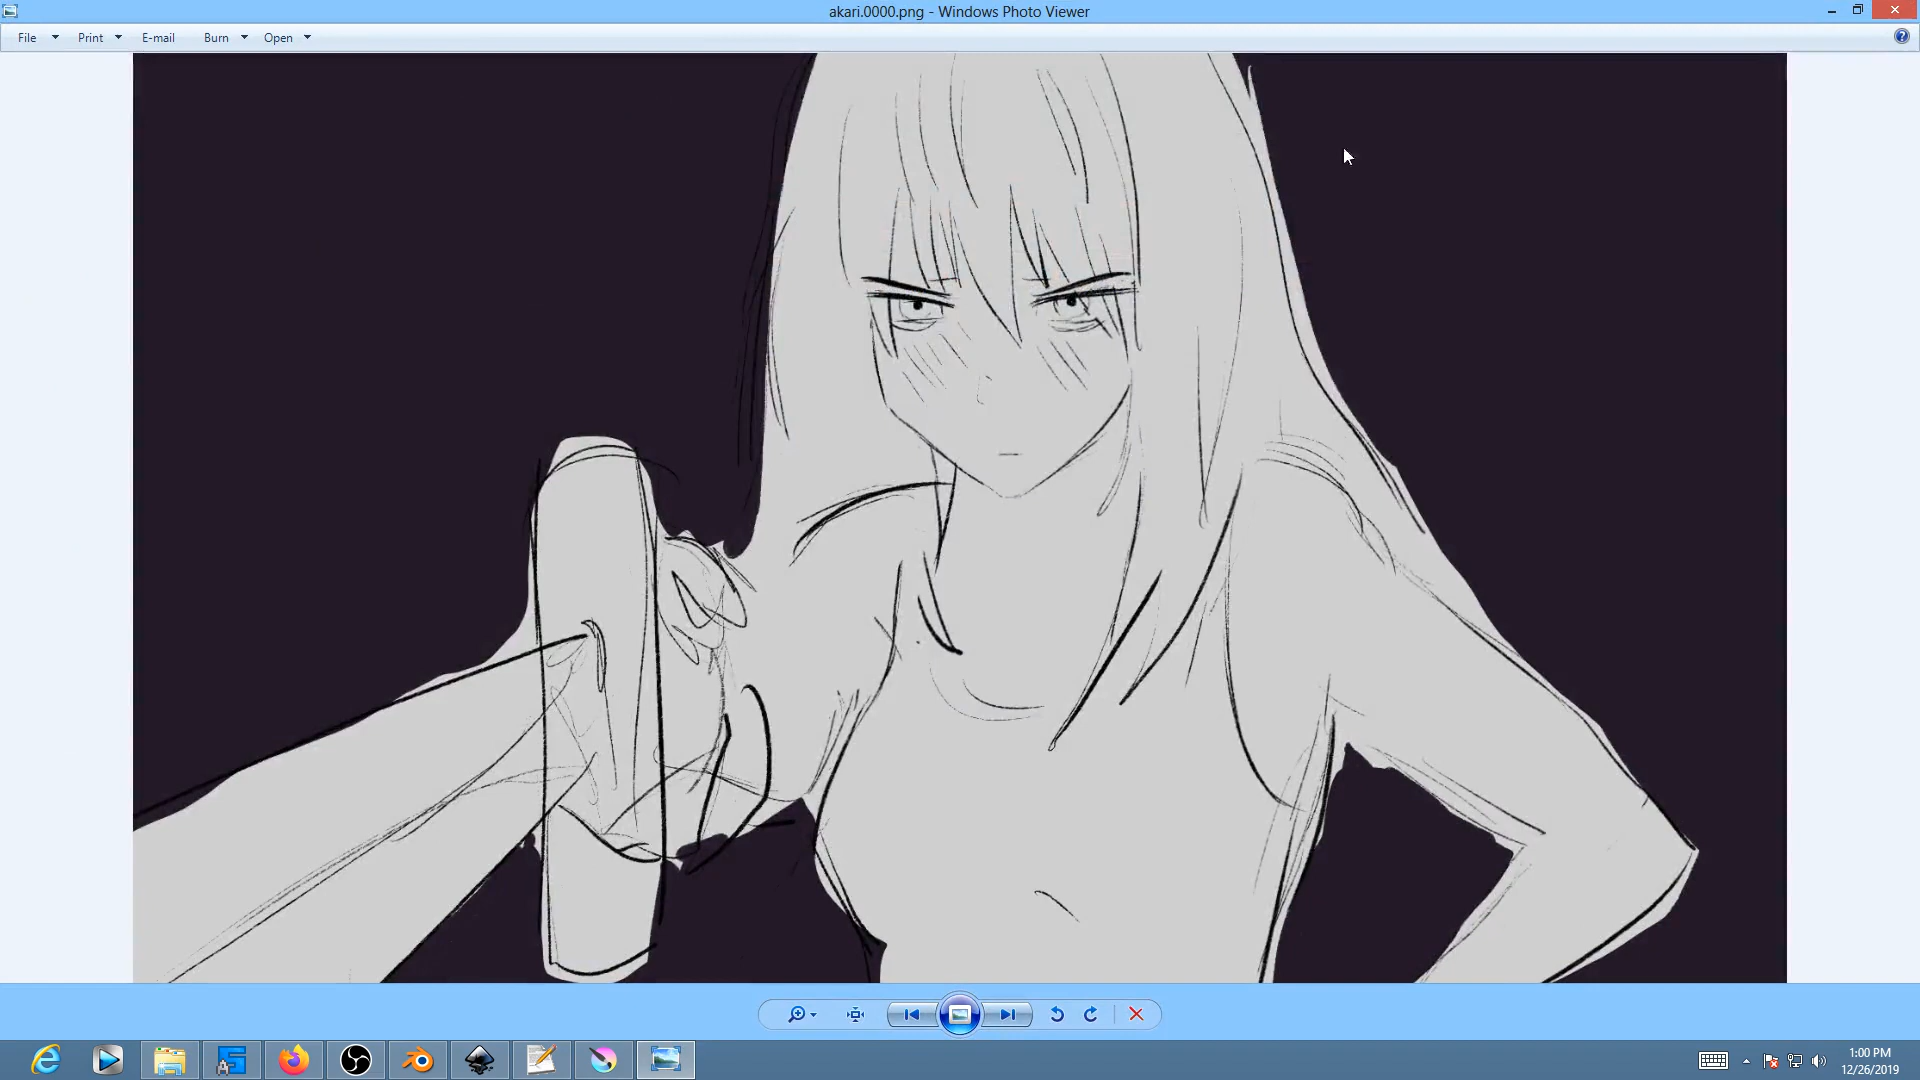 akari.0000.png - Windows Photo Viewer
File Print E-mail Burn Open
1:00 PM
12/26/2019